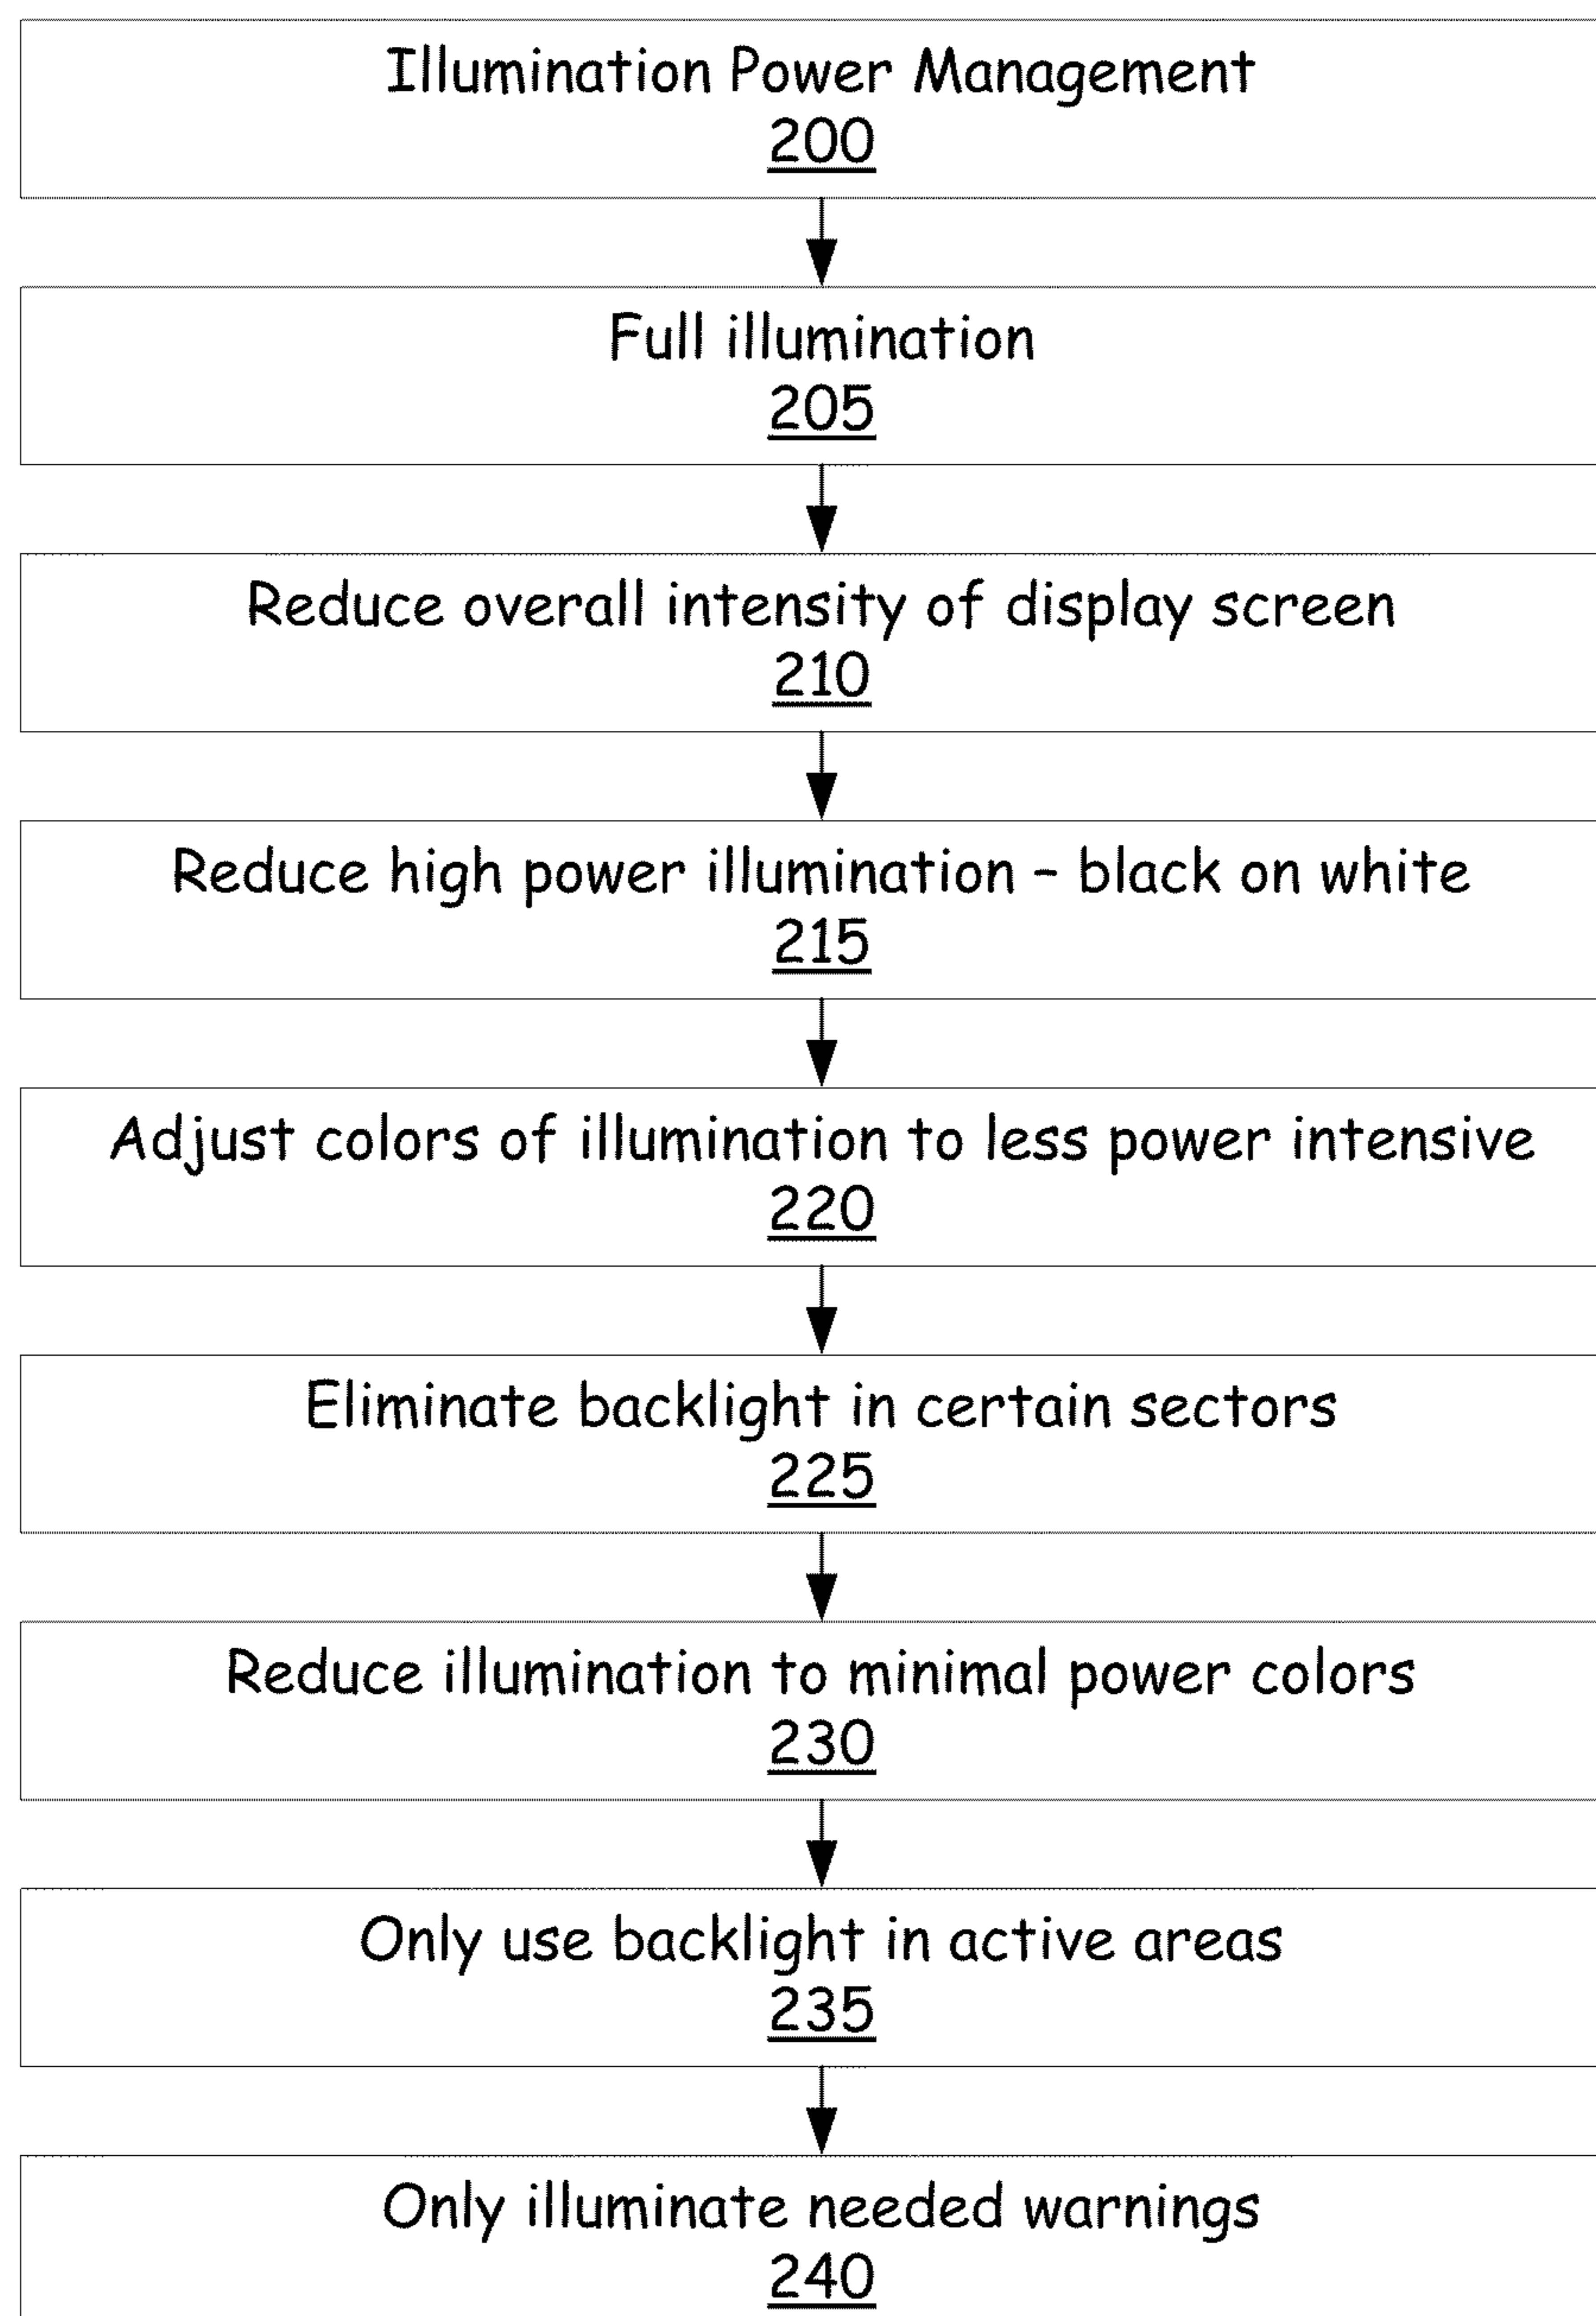 Illumination Power Management
200
Full illumination
205
Reduce overall intensity of display screen
210
Reduce high power illumination – black on white
215
Adjust colors of illumination to less power intensive
220
Eliminate backlight in certain sectors
225
Reduce illumination to minimal power colors
230
Only use backlight in active areas
235
Only illuminate needed warnings
240